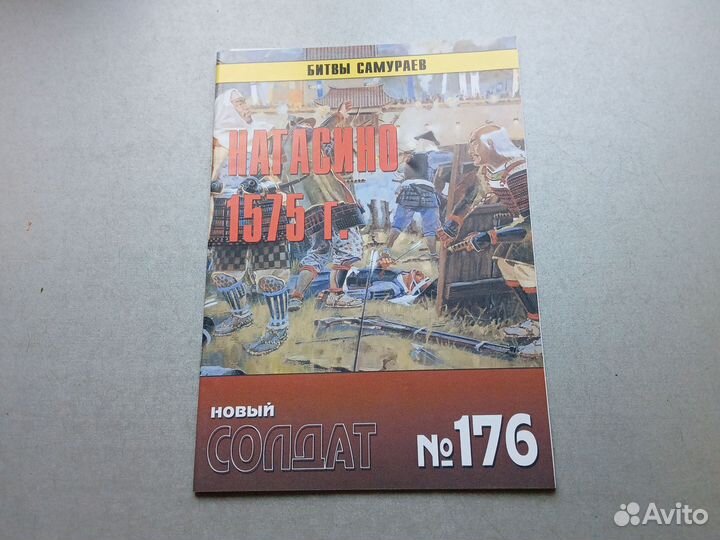 БИТВЫ САМУРАЕВ
НАГАСИНО
1575 Г.
НОВЫЙ
СОЛДАТ
№176
Avito